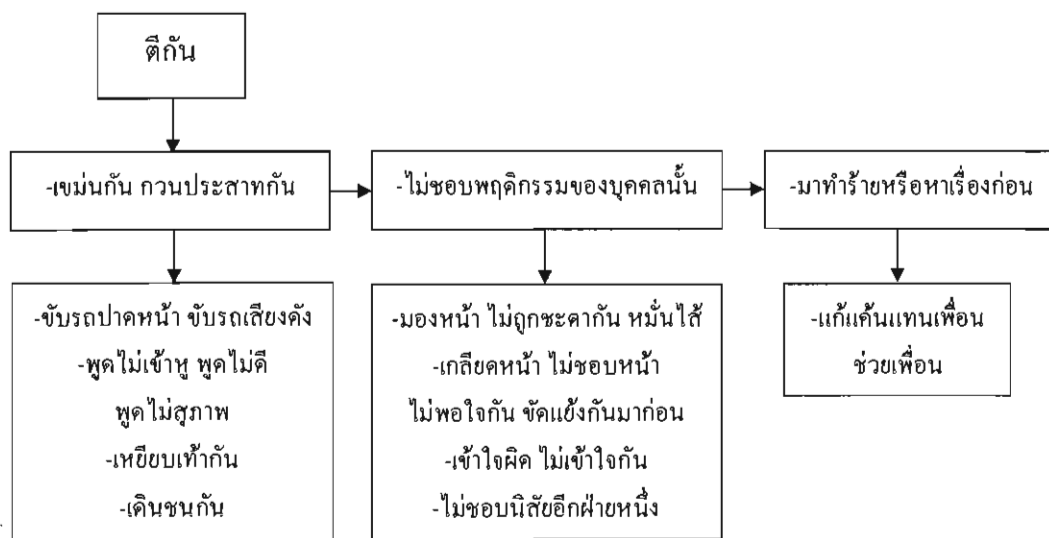 ตีกัน
-เขม่นกัน กวนประสาทกัน
-ไม่ชอบพฤติกรรมของบุคคลนั้น
-มาทำร้ายหรือหาเรื่องก่อน
-ขับรถปาดหน้า ขับรถเสียงดัง
-พูดไม่เข้าหู พูดไม่ดี
พูดไม่สุภาพ
-เหยียบเท้ากัน
-เดินชนกัน
-มองหน้า ไม่ถูกชะตากัน หมั่นไส้
-เกลียดหน้า ไม่ชอบหน้า
ไม่พอใจกัน ขัดแย้งกันมาก่อน
-เข้าใจผิด ไม่เข้าใจกัน
-ไม่ชอบนิสัยอีกฝ่ายหนึ่ง
-แก้แค้นแทนเพื่อน
ช่วยเพื่อน